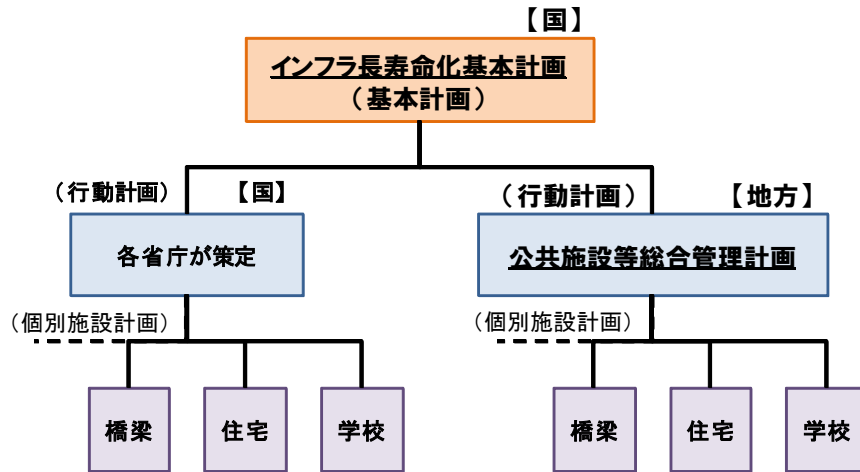 【国】
インフラ長寿命化基本計画
（基本計画）
（行動計画）
【国】
（行動計画）
【地方】
各省庁が策定
公共施設等総合管理計画
（個別施設計画）
（個別施設計画）
橋梁
住宅
学校
橋梁
住宅
学校